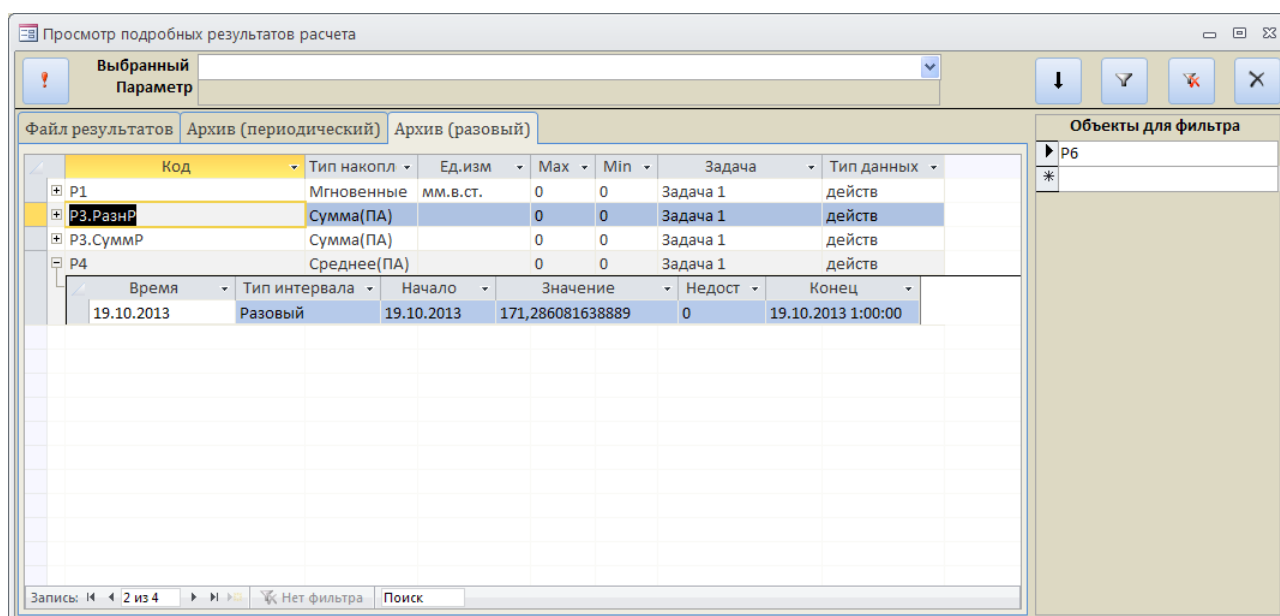 Просмотр подробных результатов расчета
Выбранный
Параметр
Файл результатов Архив (периодический) Архив (разовый)
Объекты для фильтра
P6
Код Тип накопл Ед.изм Max Min Задача Тип данных
P1 Мгновенные мм.в.ст. 0 0 Задача 1 действ
P3.РазнP Сумма(ПА) 0 0 Задача 1 действ
P3.СуммP Сумма(ПА) 0 0 Задача 1 действ
P4 Среднее(ПА) 0 0 Задача 1 действ
Время Тип интервала Начало Значение Недост Конец
19.10.2013 Разовый 19.10.2013 171,286081638889 0 19.10.2013 1:00:00
Запись: 2 из 4 Нет фильтра Поиск